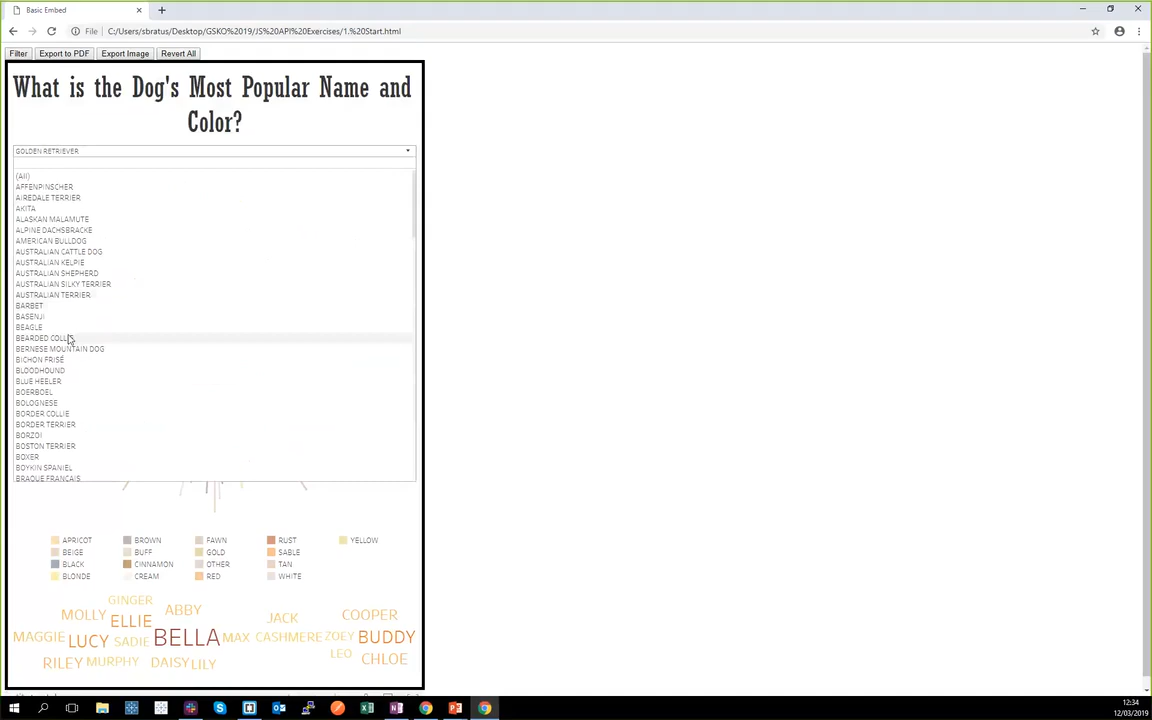 Basic Embed
File | C:/Users/sbratus/Desktop/GSKO%2019/JS%20API%20Exercises/1.%20Start.html
Filter Export to PDF Export Image Revert All
What is the Dog's Most Popular Name and
Color?
GOLDEN RETRIEVER
(All)
AFFENPINSCHER
AIREDALE TERRIER
AKITA
ALASKAN MALAMUTE
ALPINE DACHSBRACKE
AMERICAN BULLDOG
AUSTRALIAN CATTLE DOG
AUSTRALIAN KELPIE
AUSTRALIAN SHEPHERD
AUSTRALIAN SILKY TERRIER
AUSTRALIAN TERRIER
BARBET
BASENJI
BEAGLE
BEARDED COLLIE
BERNESE MOUNTAIN DOG
BICHON FRISÉ
BLOODHOUND
BLUE HEELER
BOERBOEL
BOLOGNESE
BORDER COLLIE
BORDER TERRIER
BORZOI
BOSTON TERRIER
BOXER
BOYKIN SPANIEL
BRAQUE FRANCAIS
APRICOT BROWN FAWN RUST YELLOW
BEIGE BUFF GOLD SABLE
BLACK CINNAMON OTHER TAN
BLONDE CREAM RED WHITE
GINGER
MOLLY ELLIE ABBY JACK COOPER
MAGGIE LUCY SADIE BELLA MAX CASHMERE ZOEY BUDDY
RILEY MURPHY DAISY LILY LEO CHLOE
12:34
12/03/2019